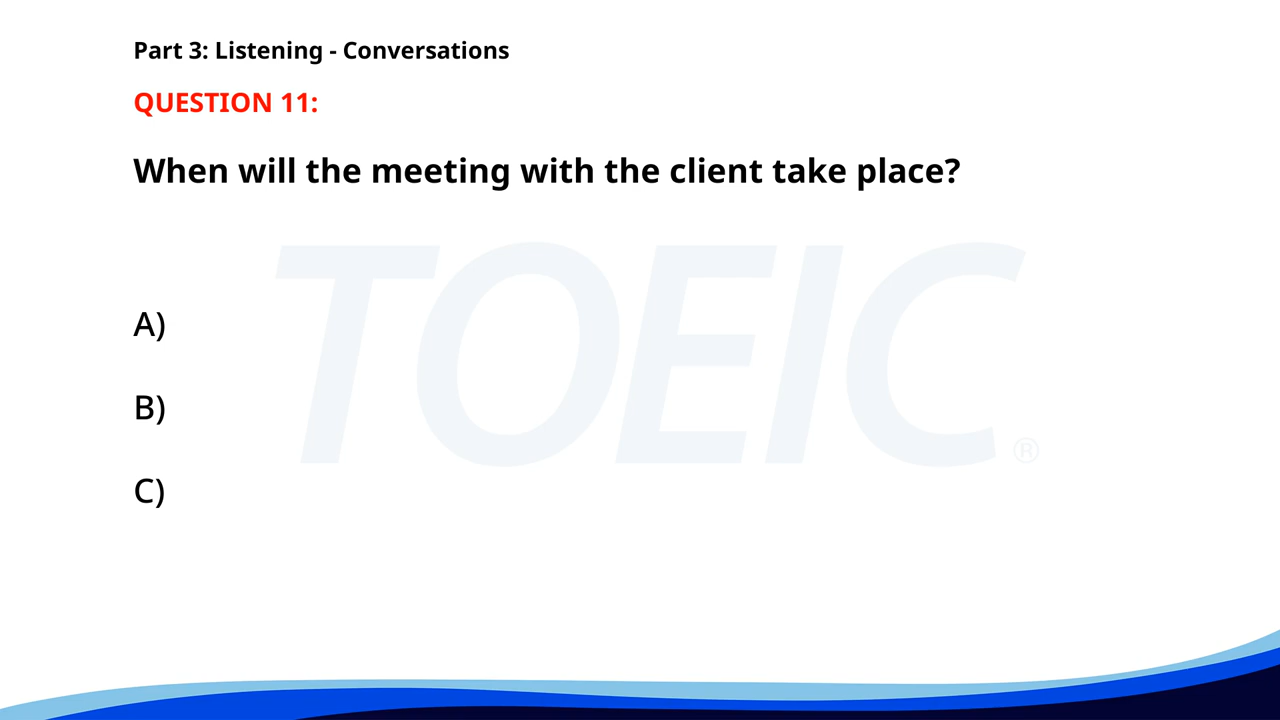 Part 3: Listening - Conversations
QUESTION 11:
When will the meeting with the client take place?
TOEIC®
A)
B)
C)